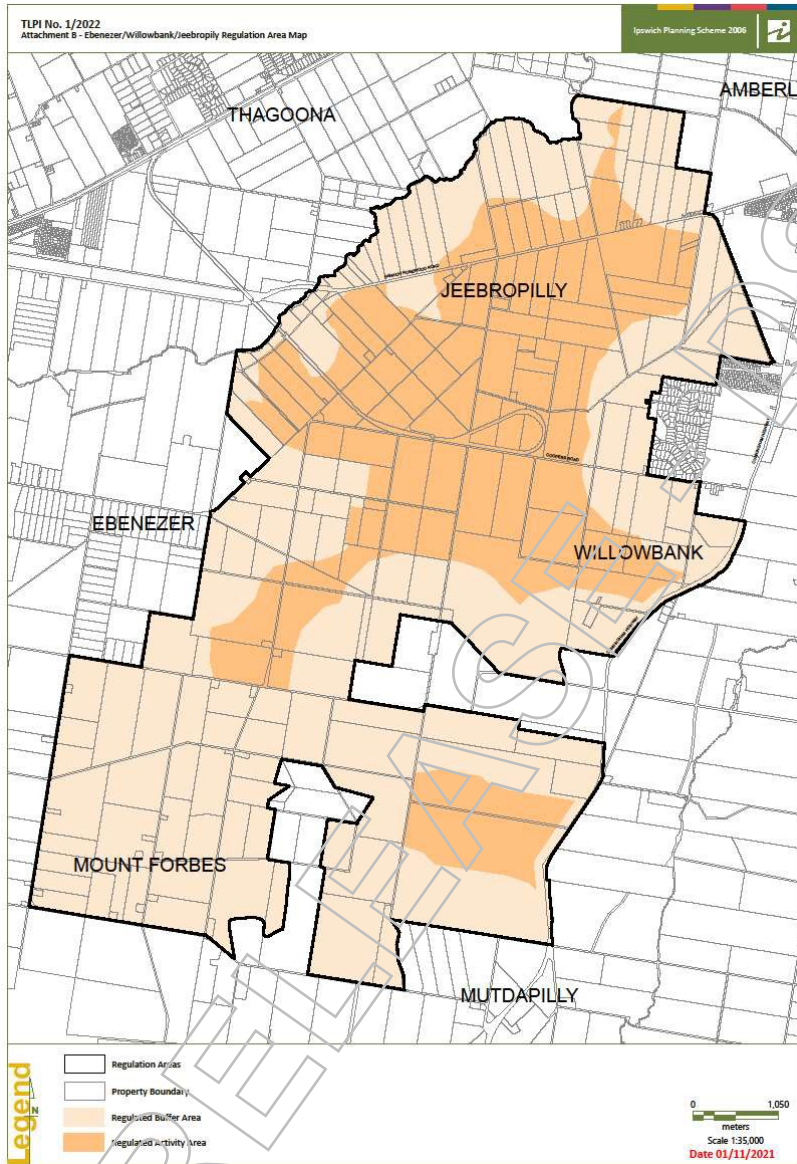 TLPI No. 1/2022
Attachment B - Ebenezer/Willowbank/Jeebropily Regulation Area Map
Ipswich Planning Scheme 2006
AMBERL
THAGOONA
JEEBROPILLY
COOPERS ROAD
EBENEZER
WILLOWBANK
MOUNT FORBES
MUTDAPILLY
Legend
N
Regulation Areas
Property Boundary
Regulated Buffer Area
Regulated Activity Area
0 1,050
meters
Scale 1:35,000
Date 01/11/2021